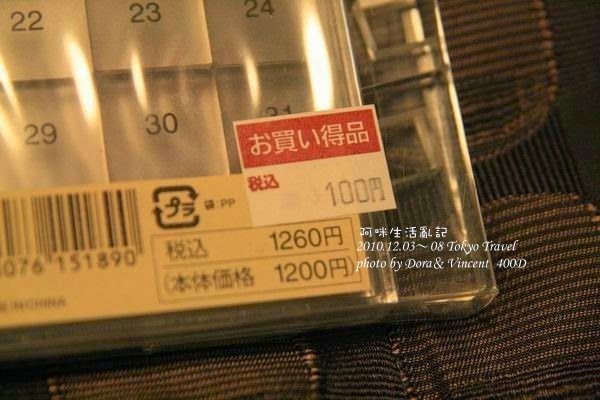 22 23 24
29 30 31
お買い得品
税込
100円
プラ 袋:PP
税込 1260円
(本体価格 1200円)
076 151890
IN CHINA
阿咪生活亂記
2010.12.03～08 Tokyo Travel
photo by Dora & Vincent 400D